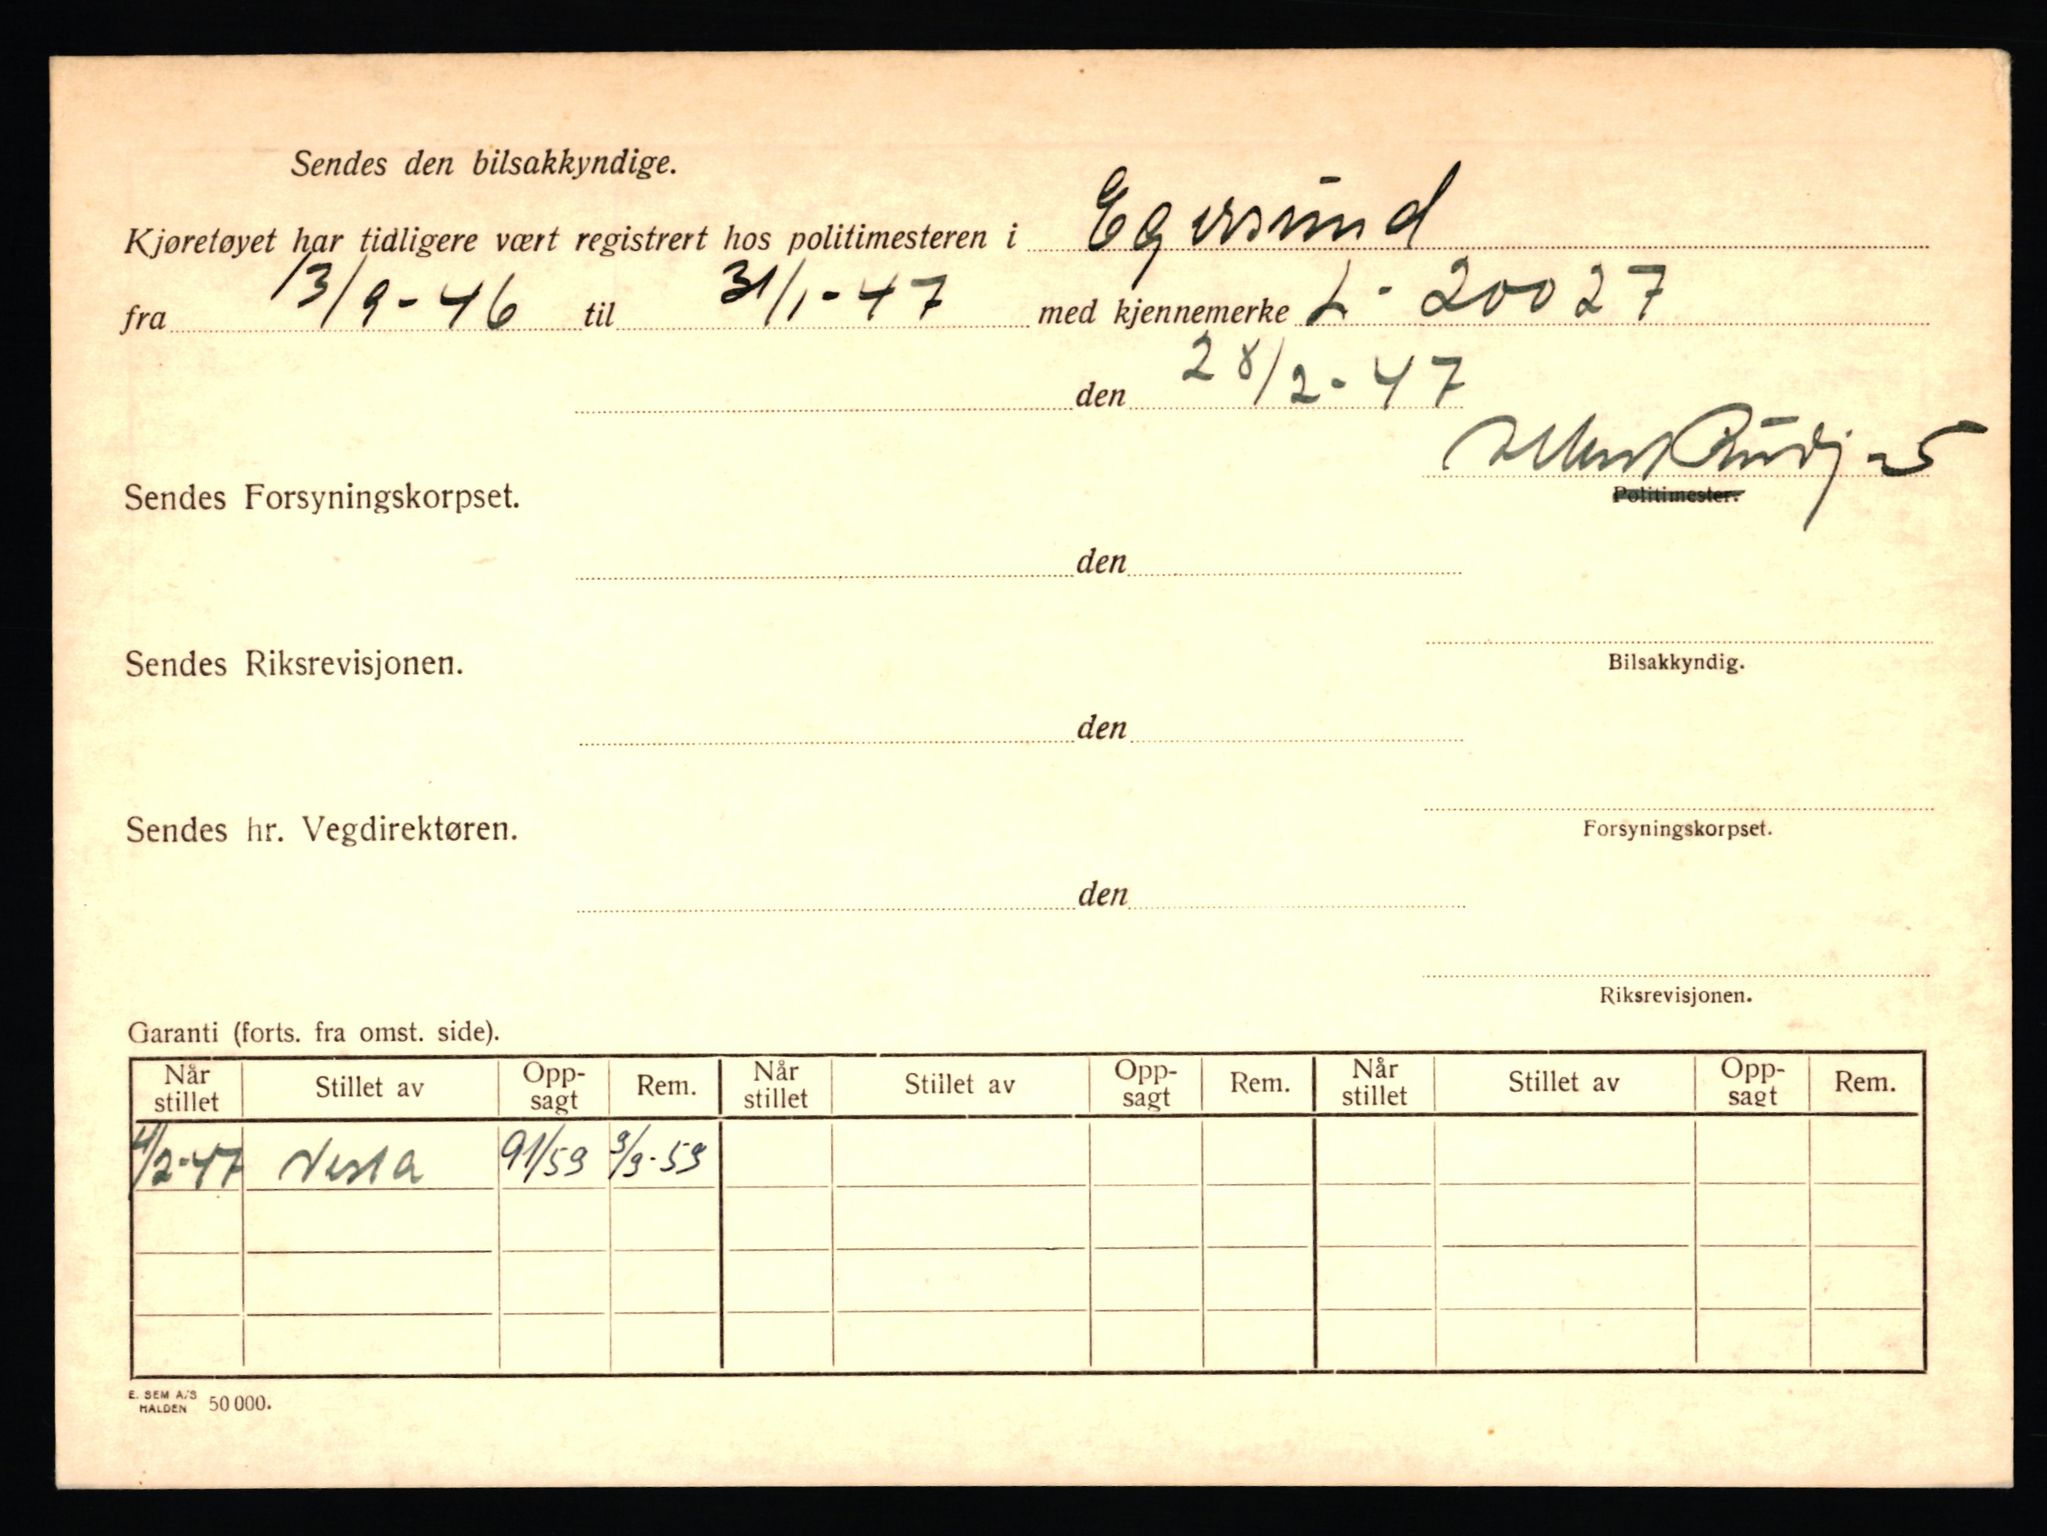 Sendes den bilsakkyndige.
Kjøretøyet har tidligere vært registrert hos politimesteren i Egersund
fra 13/9-46 til 31/1-47 med kjennemerke L-20027
den 28/2-47
Politimester.
Sendes Forsyningskorpset.
den
Bilsakkyndig.
Sendes Riksrevisjonen.
den
Forsyningskorpset.
Sendes hr. Vegdirektøren.
den
Riksrevisjonen.
Garanti (forts. fra omst. side).
Når stillet Stillet av Opp-sagt Rem. Når stillet Stillet av Opp-sagt Rem. Når stillet Stillet av Opp-sagt Rem.
4/2-47 Vesta 91/59 9/9-59
E. SEM A/S
HALDEN 50 000.